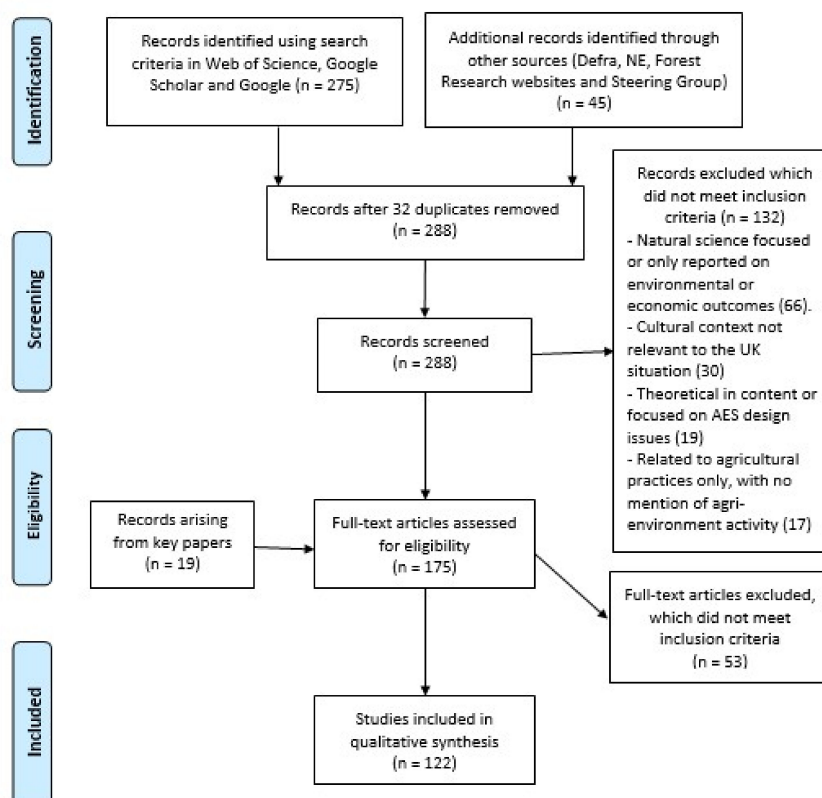 Identification
Records identified using search
criteria in Web of Science, Google
Scholar and Google (n = 275)
Additional records identified through
other sources (Defra, NE, Forest
Research websites and Steering Group)
(n = 45)
Records after 32 duplicates removed
(n = 288)
Screening
Records screened
(n = 288)
Records excluded which
did not meet inclusion
criteria (n = 132)
- Natural science focused
or only reported on
environmental or
economic outcomes (66).
- Cultural context not
relevant to the UK
situation (30)
- Theoretical in content or
focused on AES design
issues (19)
- Related to agricultural
practices only, with no
mention of agri-
environment activity (17)
Eligibility
Records arising
from key papers
(n = 19)
Full-text articles assessed
for eligibility
(n = 175)
Full-text articles excluded,
which did not meet
inclusion criteria
(n = 53)
Included
Studies included in
qualitative synthesis
(n = 122)